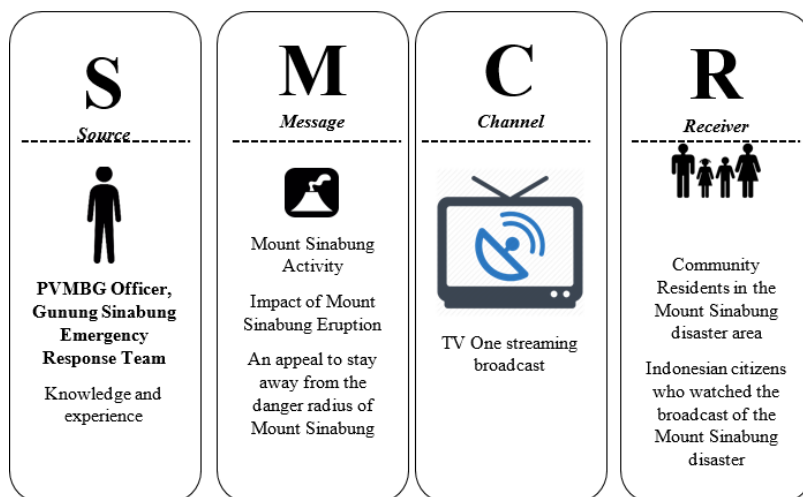 S
Source
PVMBG Officer,
Gunung Sinabung
Emergency
Response Team
Knowledge and
experience
M
Message
Mount Sinabung
Activity
Impact of Mount
Sinabung Eruption
An appeal to stay
away from the
danger radius of
Mount Sinabung
C
Channel
TV One streaming
broadcast
R
Receiver
Community
Residents in the
Mount Sinabung
disaster area
Indonesian citizens
who watched the
broadcast of the
Mount Sinabung
disaster